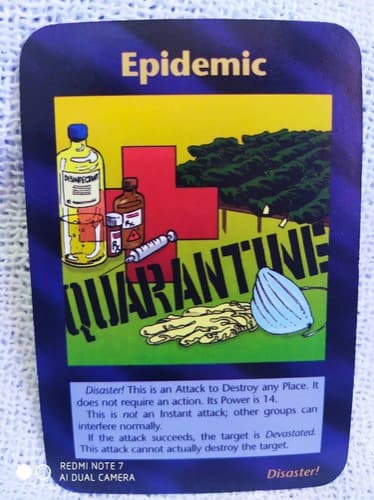 Epidemic
DISINFECTANT
QUARANTINE
Disaster! This is an Attack to Destroy any Place. It
does not require an action. Its Power is 14.
This is not an Instant attack; other groups can
interfere normally.
If the attack succeeds, the target is Devastated.
This attack cannot actually destroy the target.
Disaster!
REDMI NOTE 7
AI DUAL CAMERA